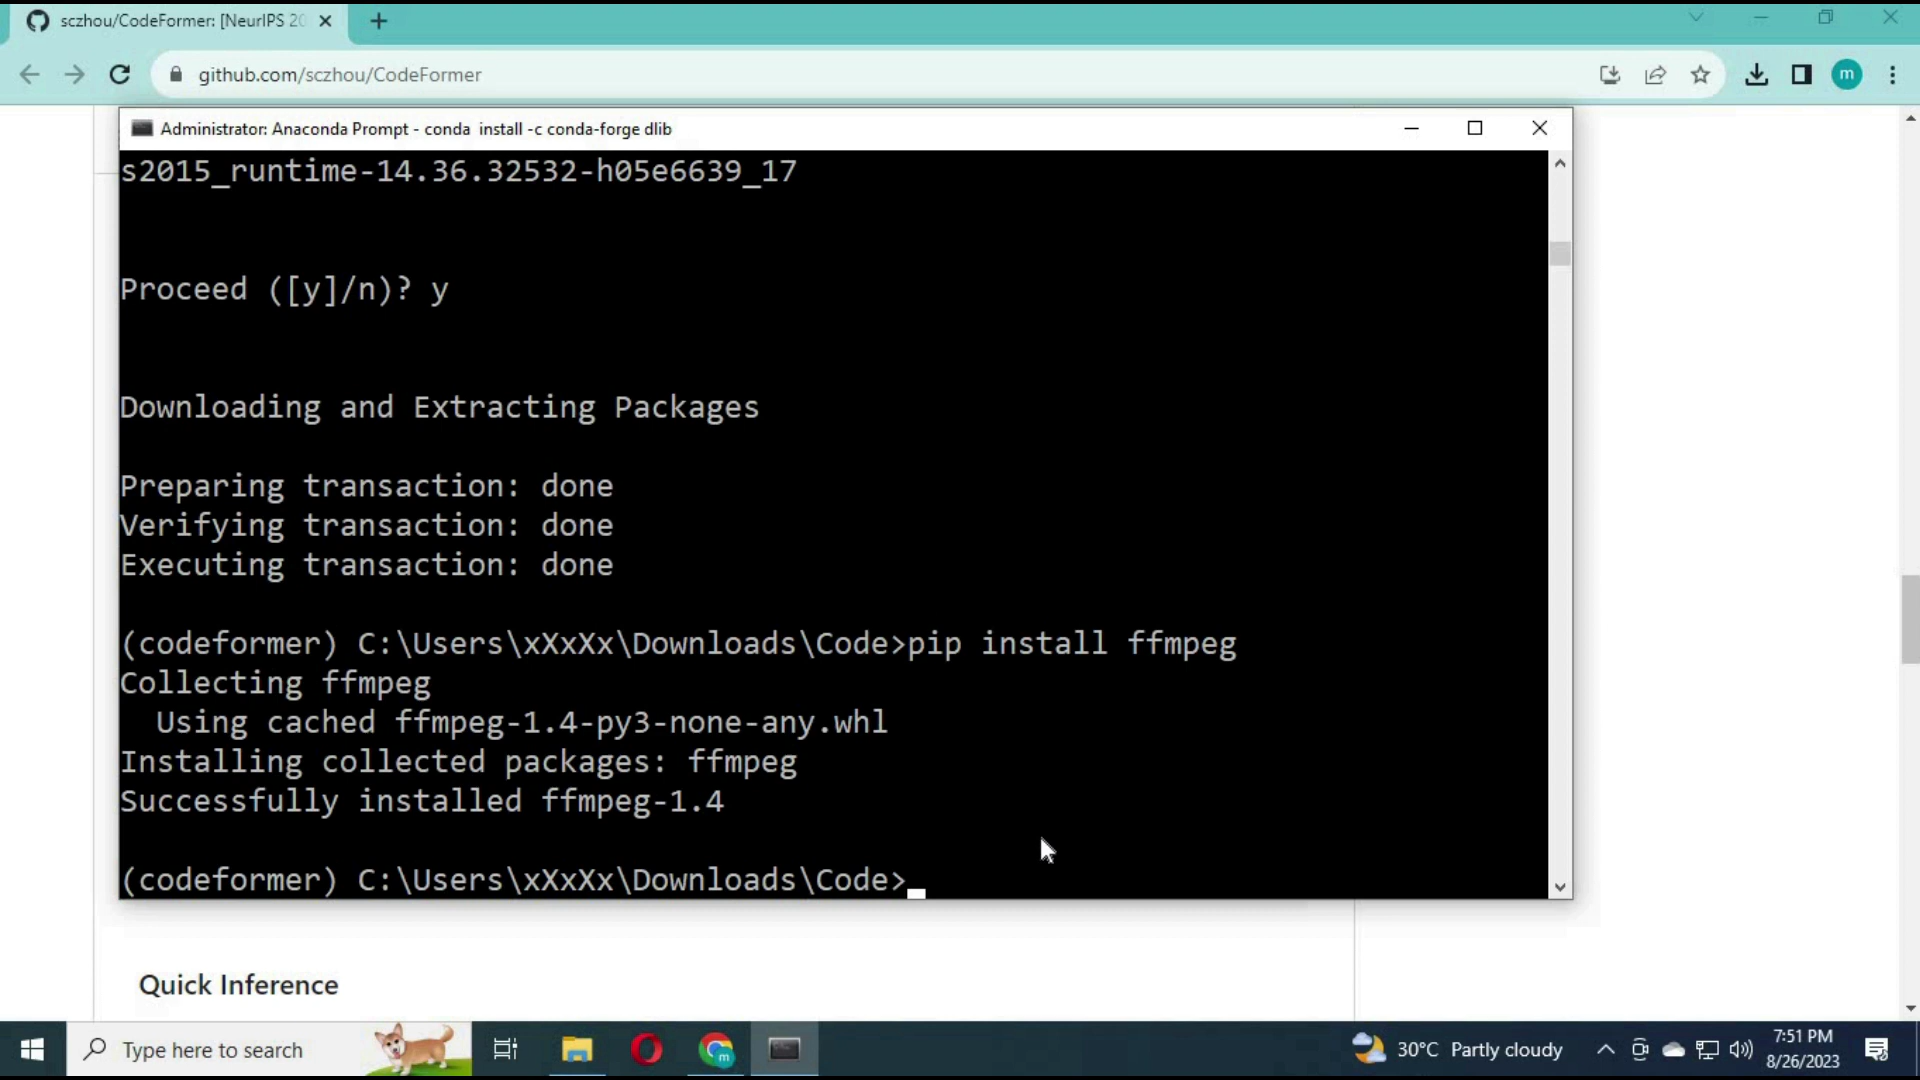 sczhou/CodeFormer: [NeurIPS 20
github.com/sczhou/CodeFormer
m
Administrator: Anaconda Prompt - conda  install -c conda-forge dlib
s2015_runtime-14.36.32532-h05e6639_17
Proceed ([y]/n)? y
Downloading and Extracting Packages
Preparing transaction: done
Verifying transaction: done
Executing transaction: done
(codeformer) C:\Users\xXxXx\Downloads\Code>pip install ffmpeg
Collecting ffmpeg
  Using cached ffmpeg-1.4-py3-none-any.whl
Installing collected packages: ffmpeg
Successfully installed ffmpeg-1.4
(codeformer) C:\Users\xXxXx\Downloads\Code>
Quick Inference
Type here to search
m
30°C Partly cloudy
7:51 PM
8/26/2023